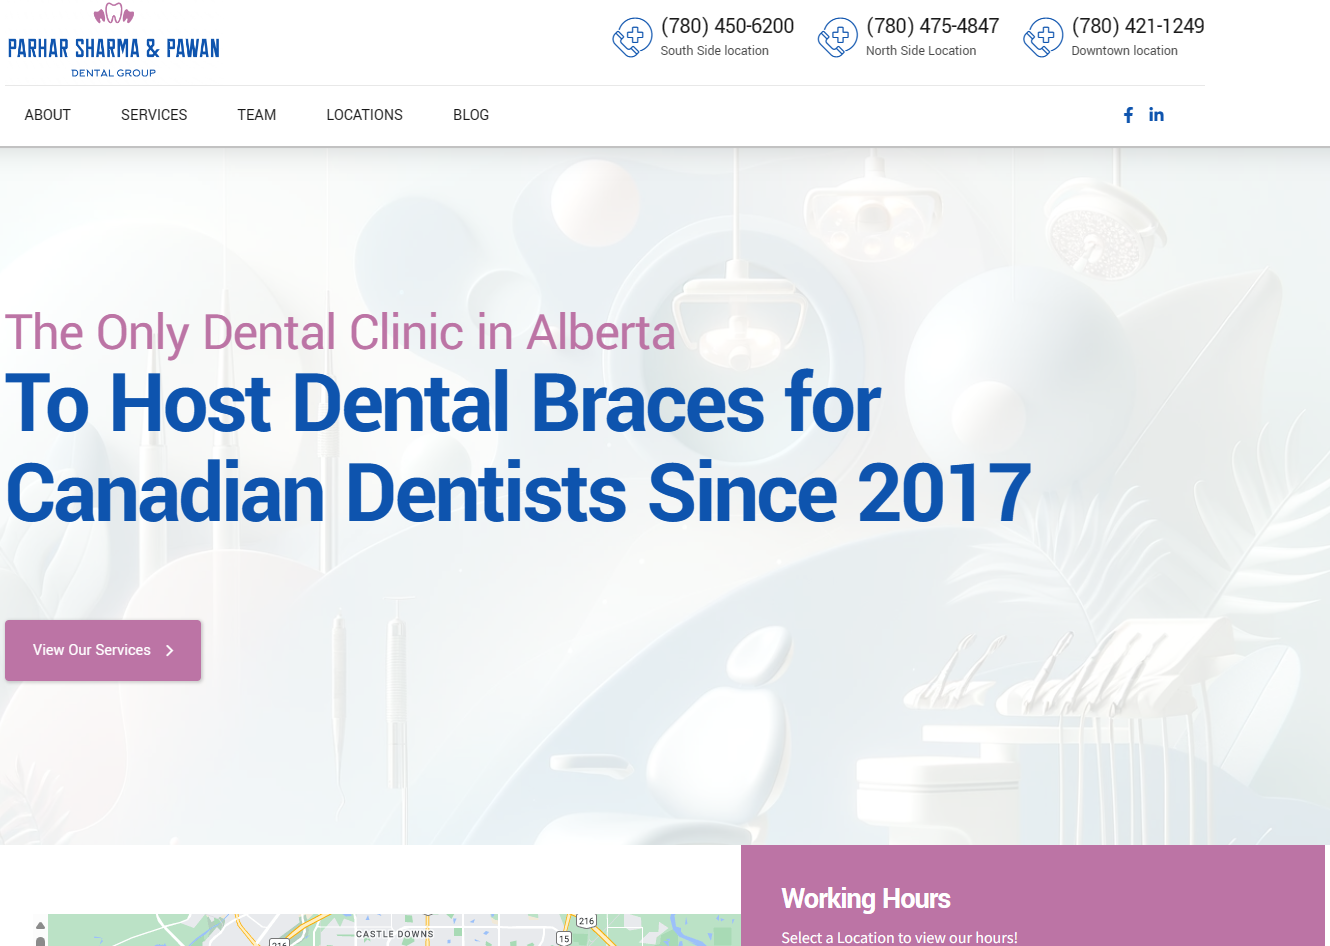 PARHAR SHARMA & PAWAN
DENTAL GROUP
(780) 450-6200
South Side location
(780) 475-4847
North Side Location
(780) 421-1249
Downtown location
ABOUT
SERVICES
TEAM
LOCATIONS
BLOG
The Only Dental Clinic in Alberta
To Host Dental Braces for
Canadian Dentists Since 2017
View Our Services
Working Hours
Select a Location to view our hours!
216
CASTLE DOWNS
15
216